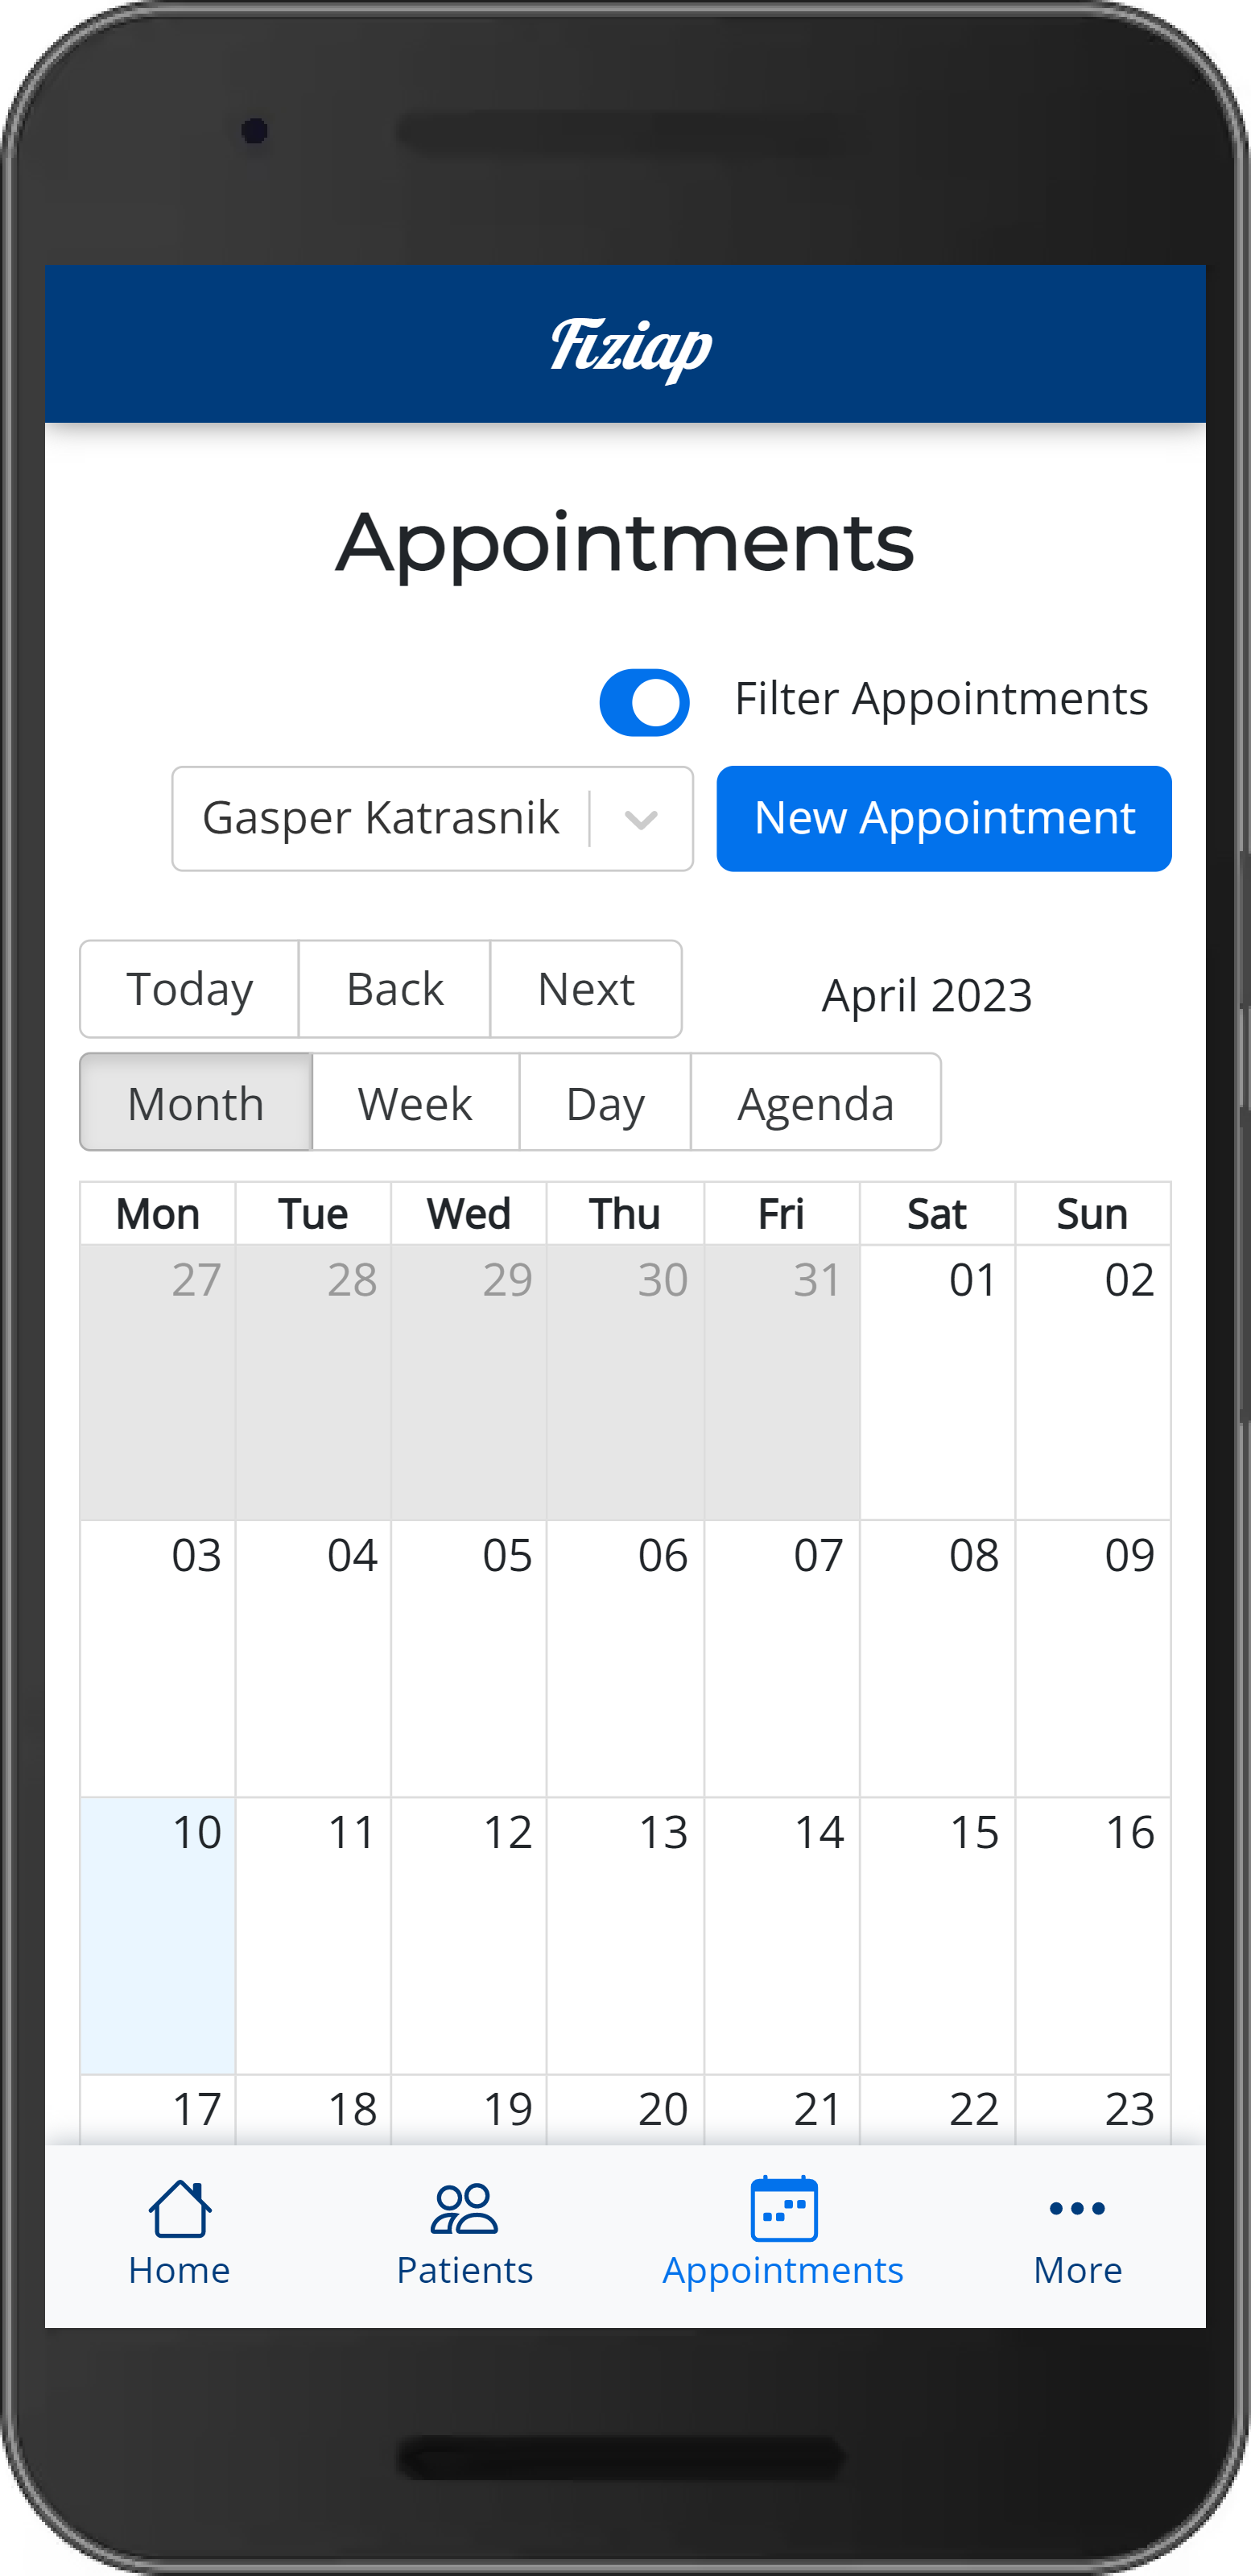 Fiziap
Appointments
Filter Appointments
Gasper Katrasnik New Appointment
Today Back Next April 2023
Month Week Day Agenda
Mon Tue Wed Thu Fri Sat Sun
27 28 29 30 31 01 02
03 04 05 06 07 08 09
10 11 12 13 14 15 16
17 18 19 20 21 22 23
Home Patients Appointments More